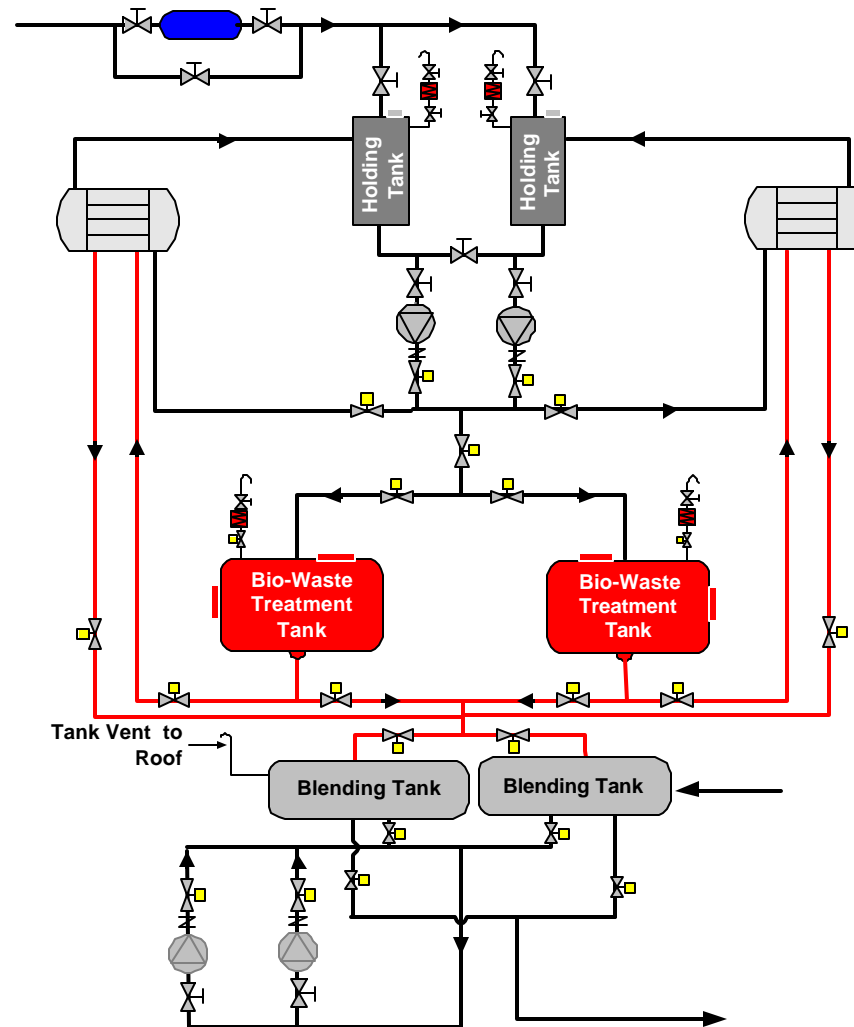 Holding
Tank
Holding
Tank
Bio-Waste
Treatment
Tank
Bio-Waste
Treatment
Tank
Tank Vent to
Roof
Blending Tank
Blending Tank